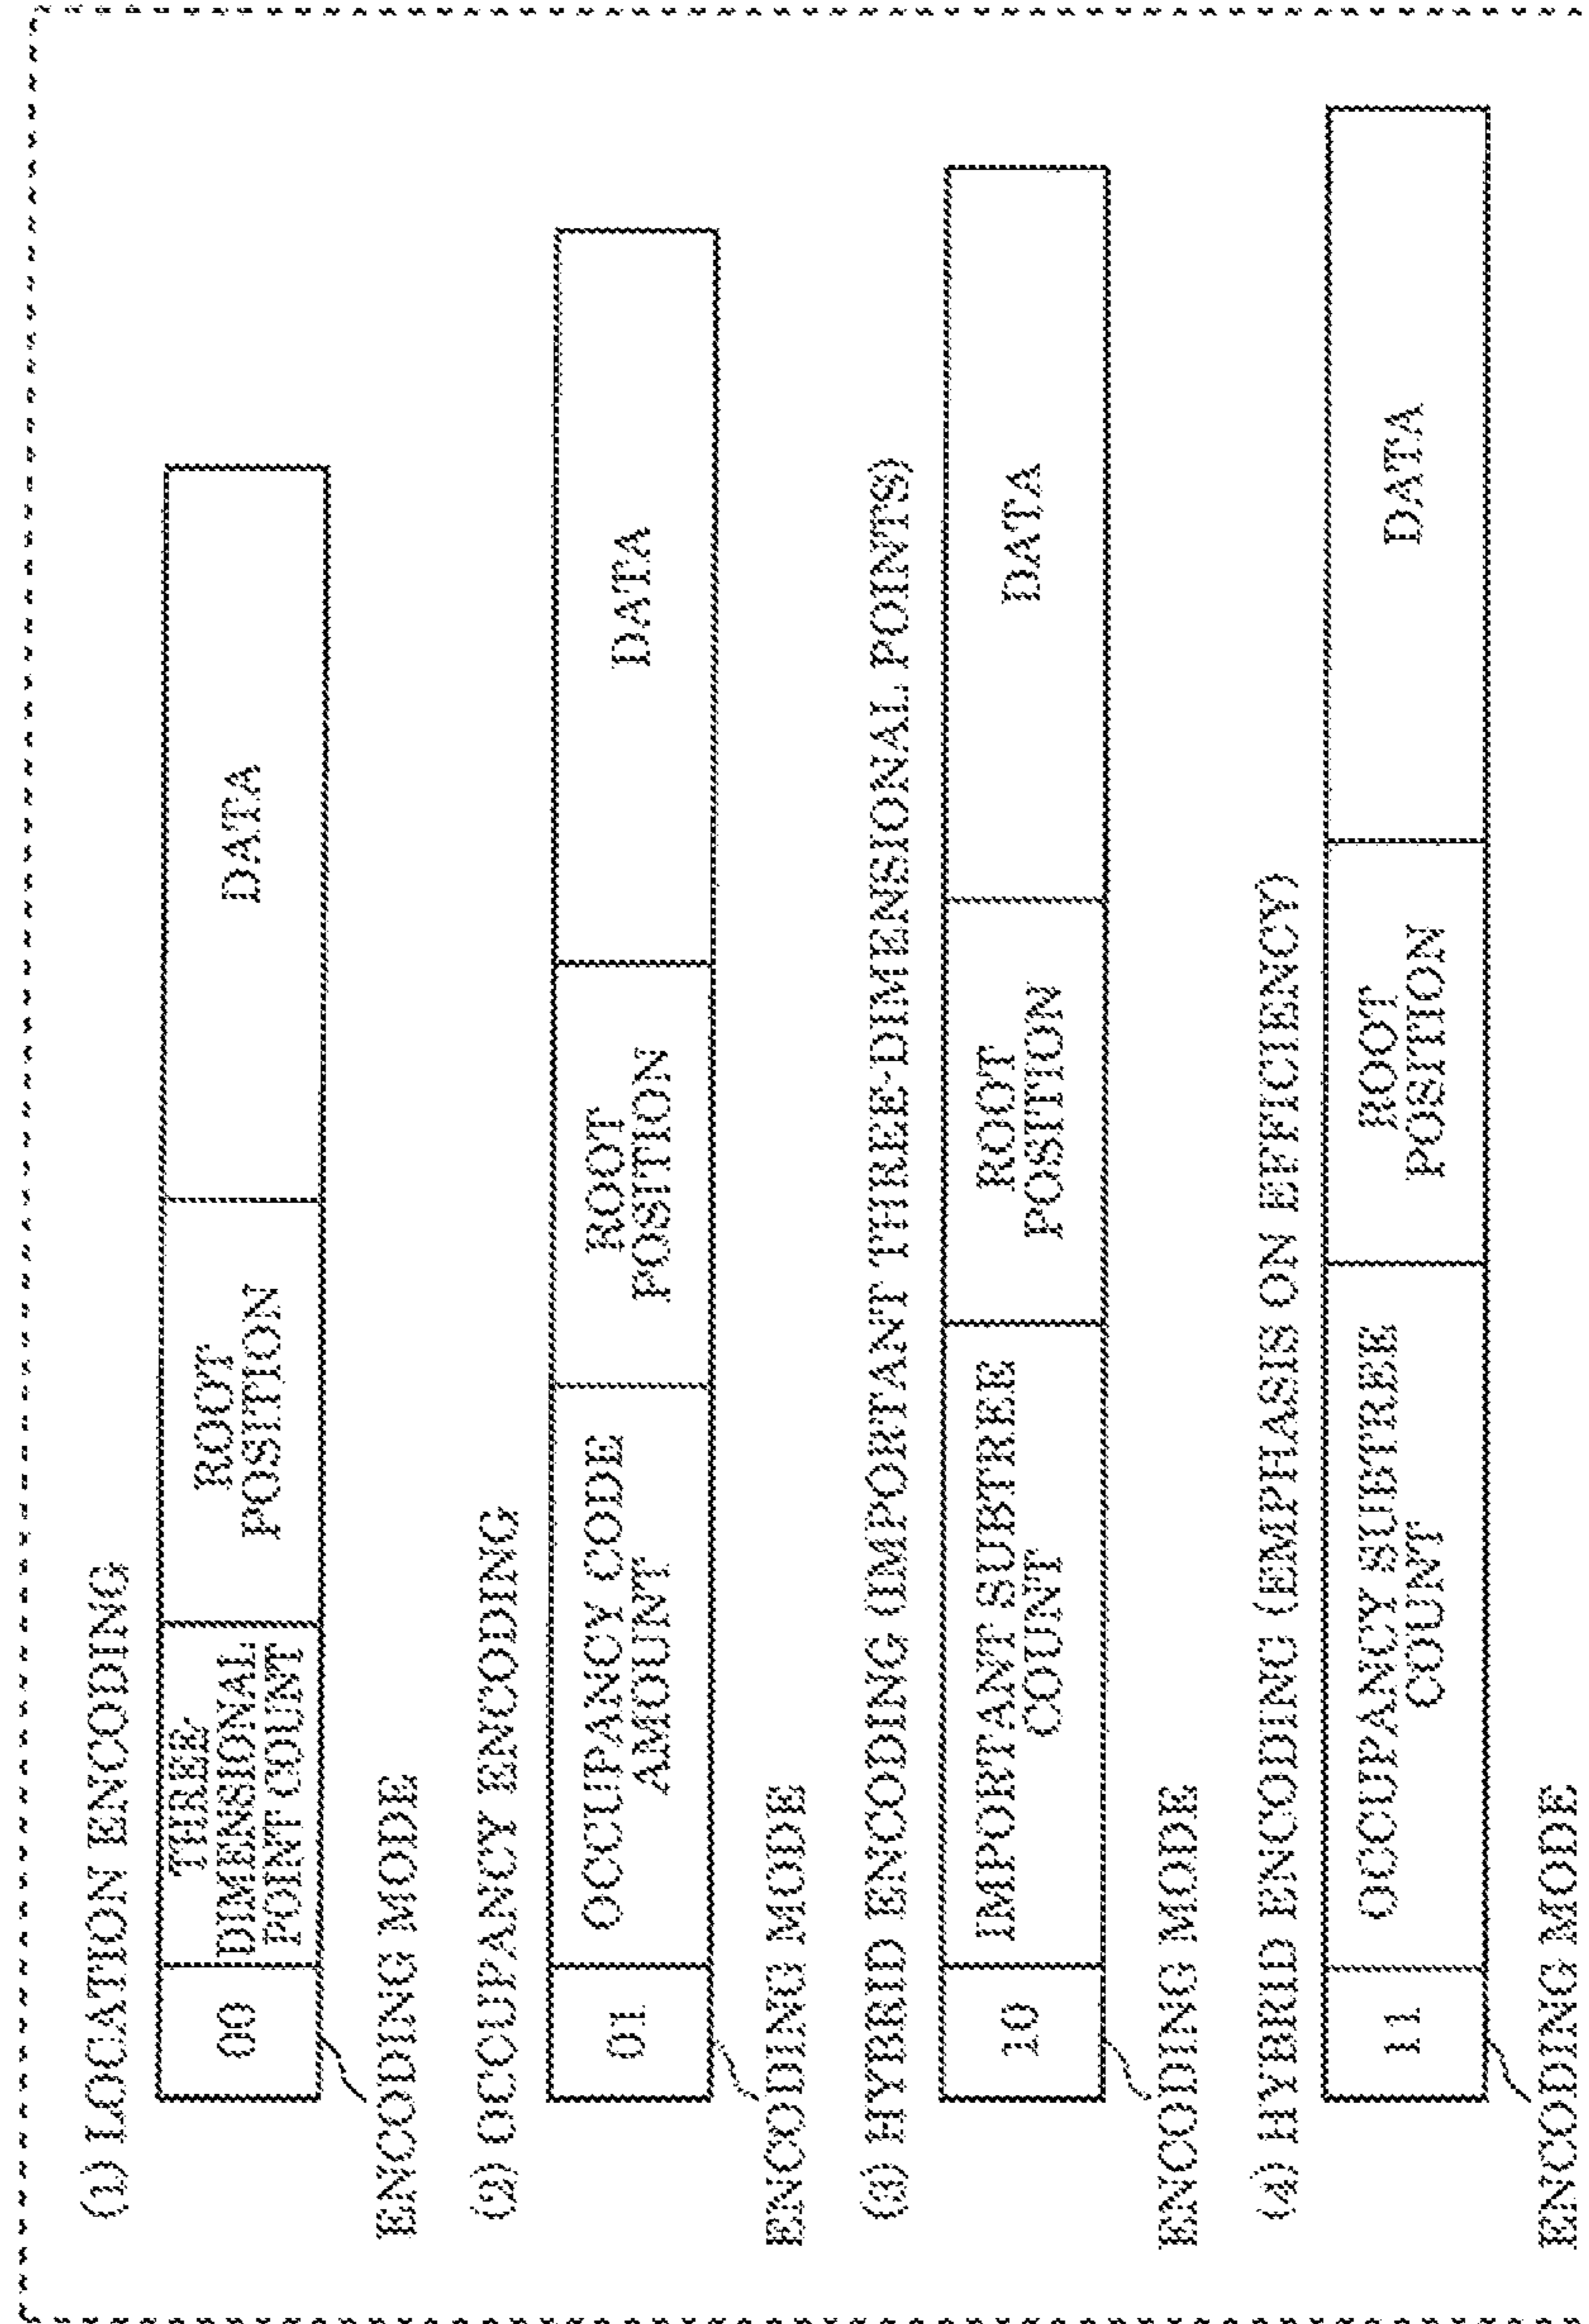 (1) LOCATION ENCODING
00
THREE-
DIMENSIONAL
POINT COUNT
ROOT
POSITION
DATA
ENCODING MODE
(2) OCCUPANCY ENCODING
01
OCCUPANCY CODE
AMOUNT
ROOT
POSITION
DATA
ENCODING MODE
(3) HYBRID ENCODING (IMPORTANT THREE-DIMENSIONAL POINTS)
10
IMPORTANT SUBTREE
COUNT
ROOT
POSITION
DATA
ENCODING MODE
(4) HYBRID ENCODING (EMPHASIS ON EFFICIENCY)
11
OCCUPANCY SUBTREE
COUNT
ROOT
POSITION
DATA
ENCODING MODE